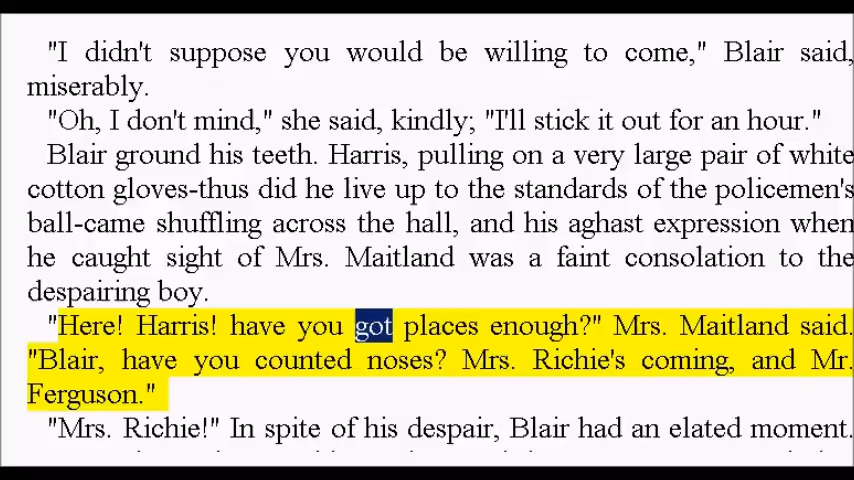 "I didn't suppose you would be willing to come," Blair said,
miserably.
"Oh, I don't mind," she said, kindly; "I'll stick it out for an hour."
Blair ground his teeth. Harris, pulling on a very large pair of white
cotton gloves-thus did he live up to the standards of the policemen's
ball-came shuffling across the hall, and his aghast expression when
he caught sight of Mrs. Maitland was a faint consolation to the
despairing boy.
"Here! Harris! have you got places enough?" Mrs. Maitland said.
"Blair, have you counted noses? Mrs. Richie's coming, and Mr.
Ferguson."
"Mrs. Richie!" In spite of his despair, Blair had an elated moment.